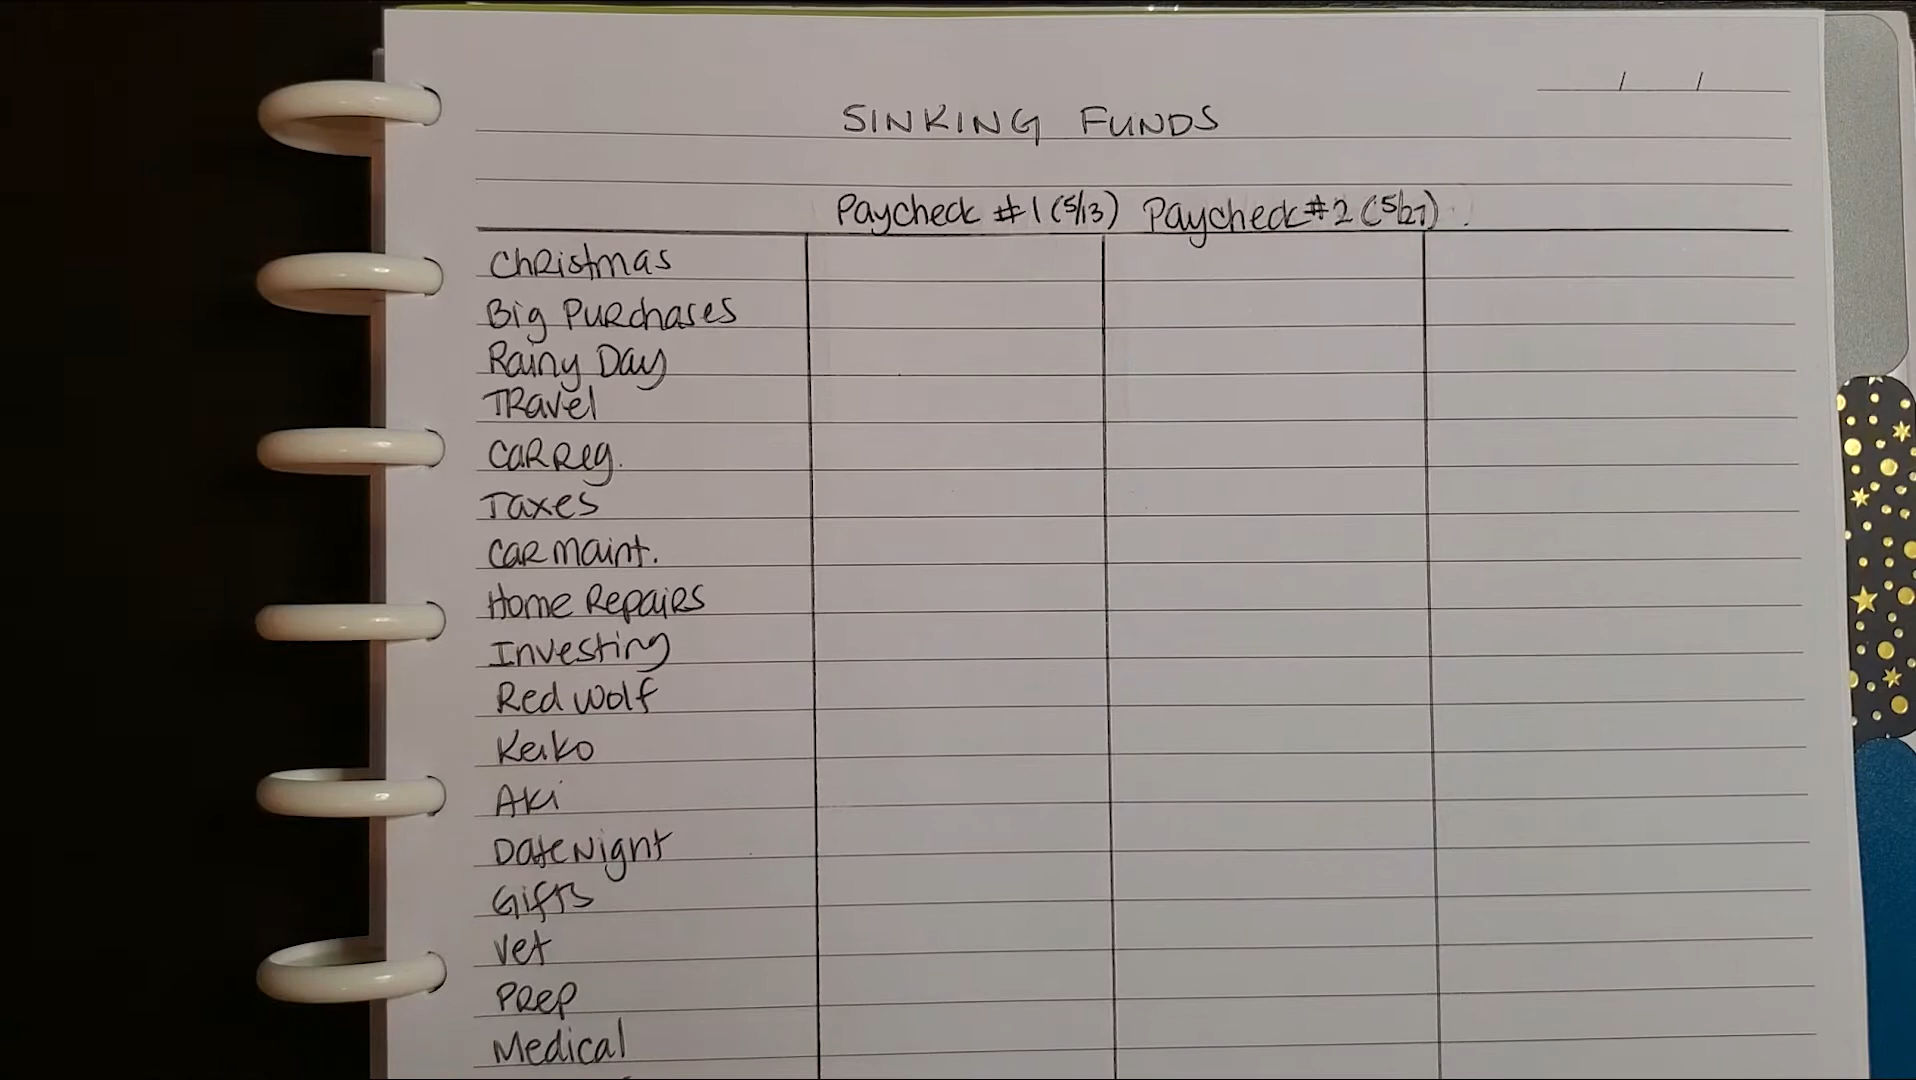 / /
SINKING FUNDS
Paycheck #1 (5/13) Paycheck #2 (5/27)
Christmas
Big Purchases
Rainy Day
Travel
Car Reg.
Taxes
Car Maint.
Home Repairs
Investing
Red Wolf
Keiko
Aki
Date Night
Gifts
Vet
Prep
Medical